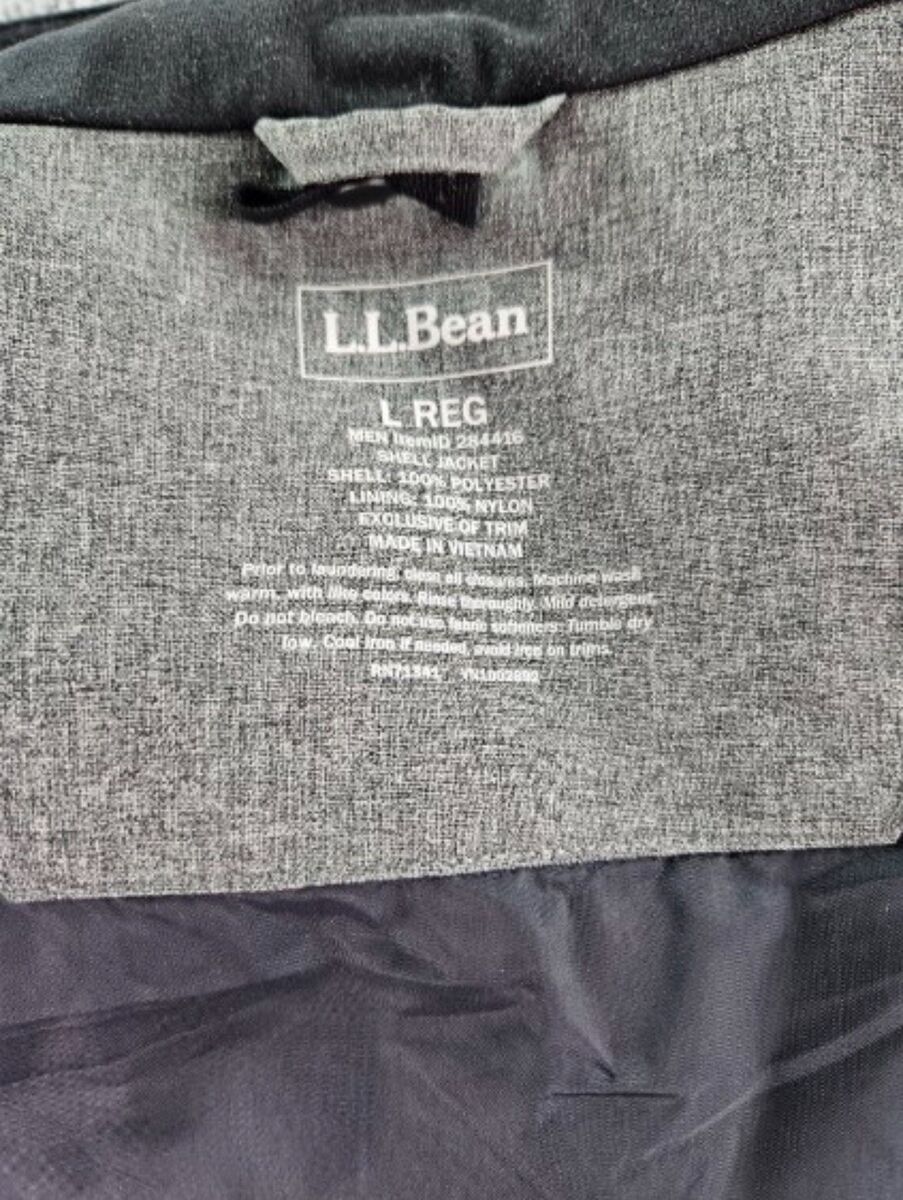 L.L.Bean
L REG
MEN ItemID 284416
SHELL JACKET
SHELL: 100% POLYESTER
LINING: 100% NYLON
EXCLUSIVE OF TRIM
MADE IN VIETNAM
Prior to laundering, clean all closures. Machine wash
warm, with like colors. Rinse thoroughly. Mild detergent.
Do not bleach. Do not use fabric softeners. Tumble dry
low. Cool iron if needed, avoid iron on trims.
RN71341